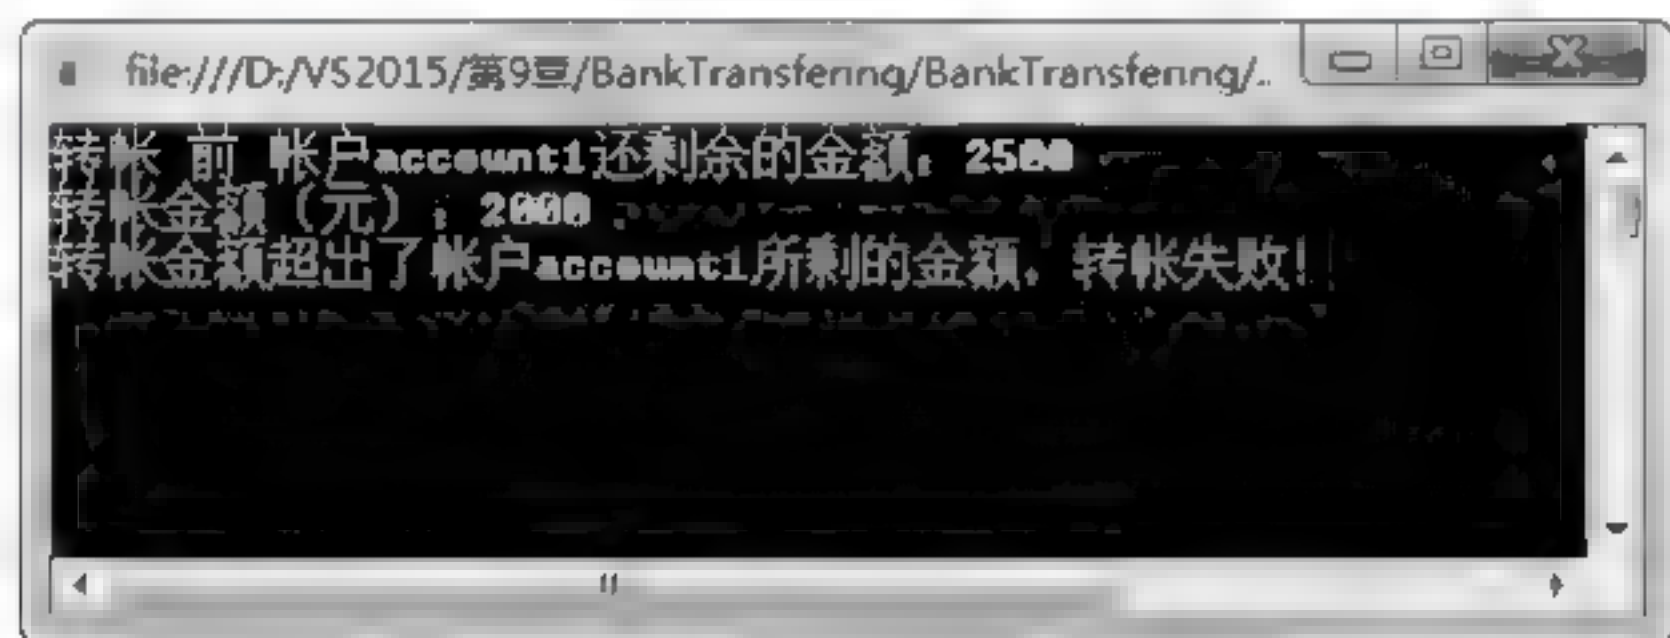 file:///D:/VS2015/第9章/BankTransferring/BankTransferring/...
转帐 前 帐户account1还剩余的金额：2500
转帐金额（元）：2000
转帐金额超出了帐户account1所剩的金额，转帐失败！